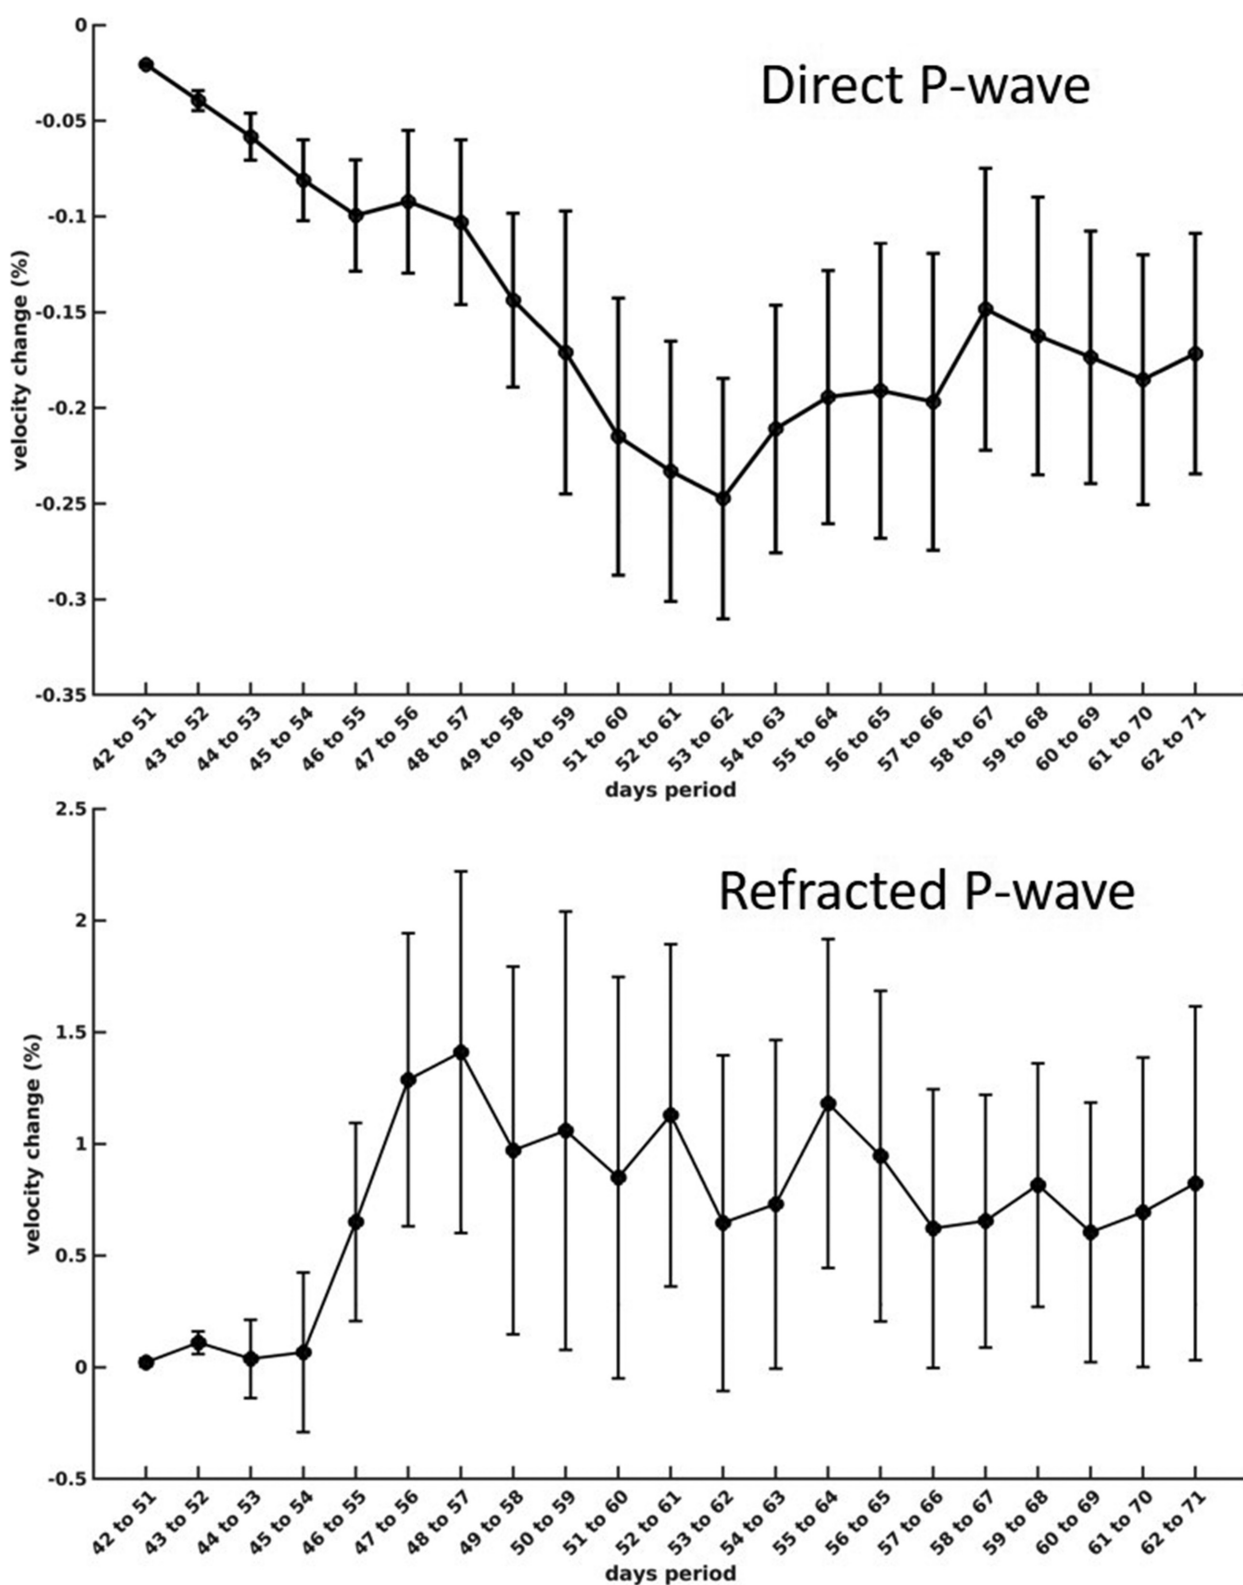 Direct P-wave
velocity change (%)
0
-0.05
-0.1
-0.15
-0.2
-0.25
-0.3
-0.35
42 to 51
43 to 52
44 to 53
45 to 54
46 to 55
47 to 56
48 to 57
49 to 58
50 to 59
51 to 60
52 to 61
53 to 62
54 to 63
55 to 64
56 to 65
57 to 66
58 to 67
59 to 68
60 to 69
61 to 70
62 to 71
days period
Refracted P-wave
velocity change (%)
2.5
2
1.5
1
0.5
0
-0.5
42 to 51
43 to 52
44 to 53
45 to 54
46 to 55
47 to 56
48 to 57
49 to 58
50 to 59
51 to 60
52 to 61
53 to 62
54 to 63
55 to 64
56 to 65
57 to 66
58 to 67
59 to 68
60 to 69
61 to 70
62 to 71
days period